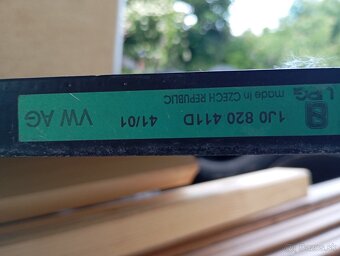 1J0 820 411D 41/01 VW AG
made in CZECH REPUBLIC